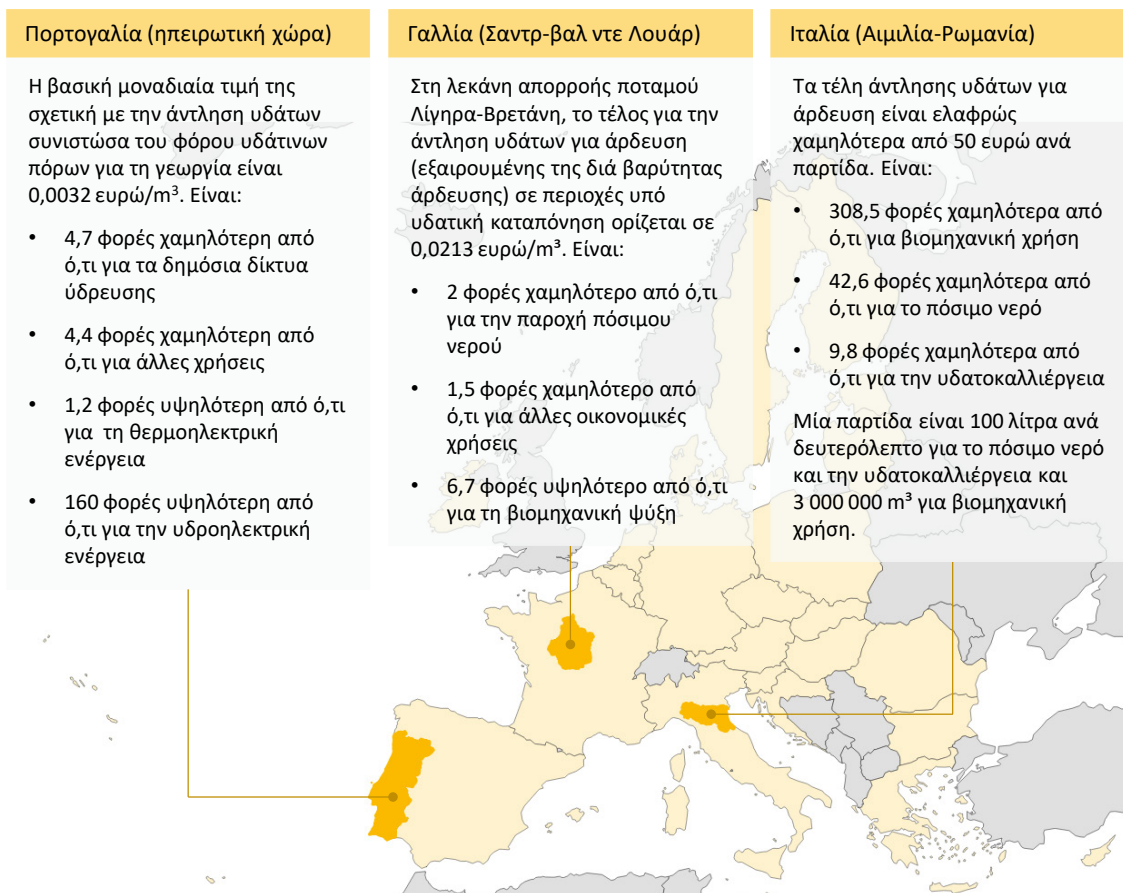 Πορτογαλία (ηπειρωτική χώρα)
Η βασική μοναδιαία τιμή της
σχετική με την άντληση υδάτων
συνιστώσα του φόρου υδάτινων
πόρων για τη γεωργία είναι
0,0032 ευρώ/m³. Είναι:
• 4,7 φορές χαμηλότερη από
ό,τι για τα δημόσια δίκτυα
ύδρευσης
• 4,4 φορές χαμηλότερη από
ό,τι για άλλες χρήσεις
• 1,2 φορές υψηλότερη από ό,τι
για τη θερμοηλεκτρική
ενέργεια
• 160 φορές υψηλότερη από
ό,τι για την υδροηλεκτρική
ενέργεια
Γαλλία (Σαντρ-βαλ ντε Λουάρ)
Στη λεκάνη απορροής ποταμού
Λίγηρα-Βρετάνη, το τέλος για την
άντληση υδάτων για άρδευση
(εξαιρουμένης της διά βαρύτητας
άρδευσης) σε περιοχές υπό
υδατική καταπόνηση ορίζεται σε
0,0213 ευρώ/m³. Είναι:
• 2 φορές χαμηλότερο από ό,τι
για την παροχή πόσιμου
νερού
• 1,5 φορές χαμηλότερο από
ό,τι για άλλες οικονομικές
χρήσεις
• 6,7 φορές υψηλότερο από ό,τι
για τη βιομηχανική ψύξη
Ιταλία (Αιμιλία-Ρωμανία)
Τα τέλη άντλησης υδάτων για
άρδευση είναι ελαφρώς
χαμηλότερα από 50 ευρώ ανά
παρτίδα. Είναι:
• 308,5 φορές χαμηλότερα από
ό,τι για βιομηχανική χρήση
• 42,6 φορές χαμηλότερα από
ό,τι για το πόσιμο νερό
• 9,8 φορές χαμηλότερα από
ό,τι για την υδατοκαλλιέργεια
Μία παρτίδα είναι 100 λίτρα ανά
δευτερόλεπτο για το πόσιμο νερό
και την υδατοκαλλιέργεια και
3 000 000 m³ για βιομηχανική
χρήση.